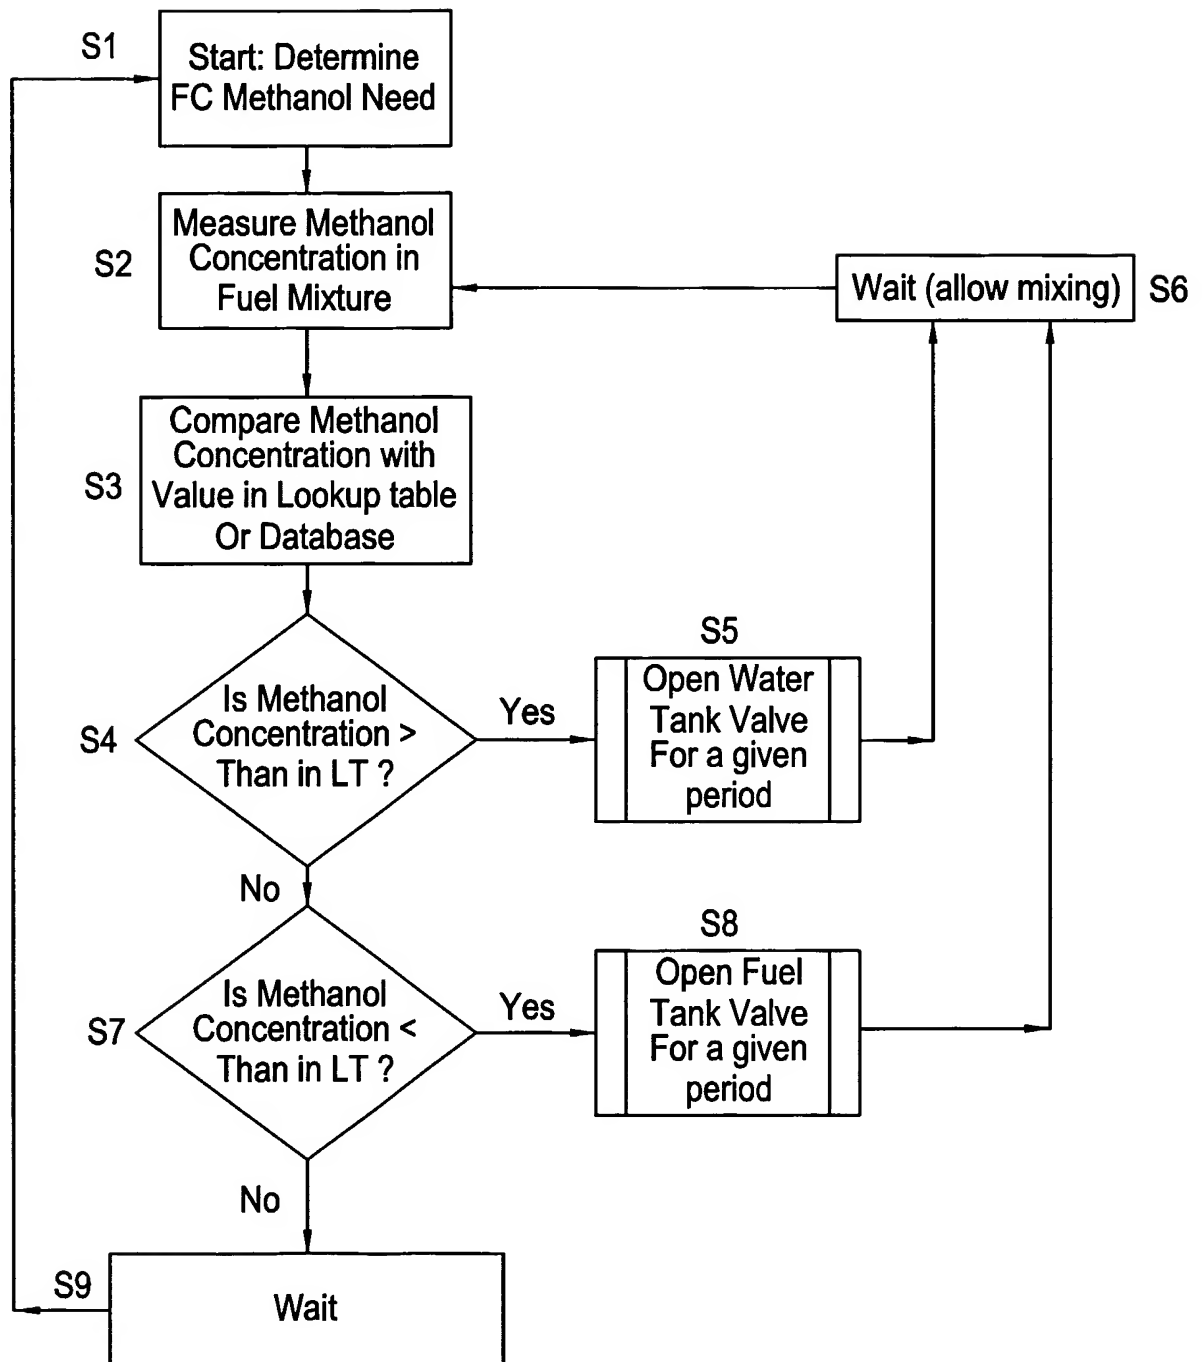 S1
Start: Determine
FC Methanol Need
Measure Methanol
Concentration in
Fuel Mixture
S2
Wait (allow mixing)
S6
Compare Methanol
Concentration with
Value in Lookup table
Or Database
S3
S4
Is Methanol
Concentration >
Than in LT ?
Yes
S5
Open Water
Tank Valve
For a given
period
No
S7
Is Methanol
Concentration <
Than in LT ?
Yes
S8
Open Fuel
Tank Valve
For a given
period
No
S9
Wait